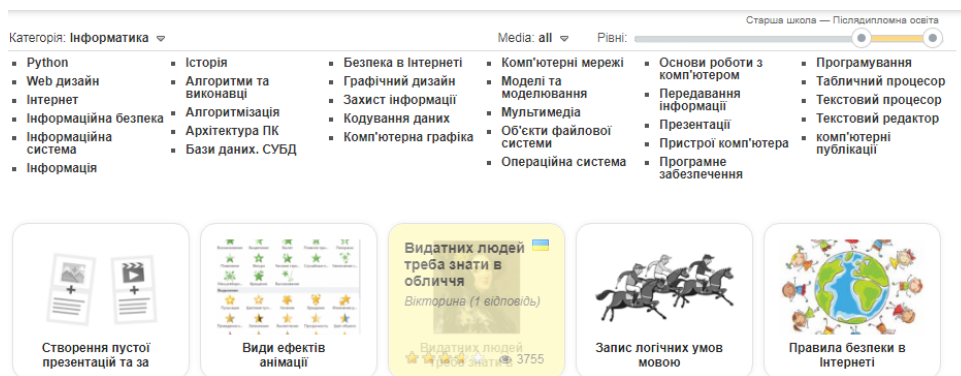 Старша школа — Післядипломна освіта
Категорія: Інформатика
Media: all
Рівні:
Python
Web дизайн
Інтернет
Інформаційна безпека
Інформаційна
система
Інформація
Історія
Алгоритми та
виконавці
Алгоритмізація
Архітектура ПК
Бази даних. СУБД
Безпека в Інтернеті
Графічний дизайн
Захист інформації
Кодування даних
Комп'ютерна графіка
Комп'ютерні мережі
Моделі та
моделювання
Мультимедіа
Об'єкти файлової
системи
Операційна система
Основи роботи з
комп'ютером
Передавання
інформації
Презентації
Пристрої комп'ютера
Програмне
забезпечення
Програмування
Табличний процесор
Текстовий процесор
Текстовий редактор
комп'ютерні
публікації
Створення пустої
презентацій та за
Види ефектів
анімації
Видатних людей
треба знати в
обличчя
Вікторина (1 відповідь)
Видатних людей
треба знати в
3755
Запис логічних умов
мовою
Правила безпеки в
Інтернеті